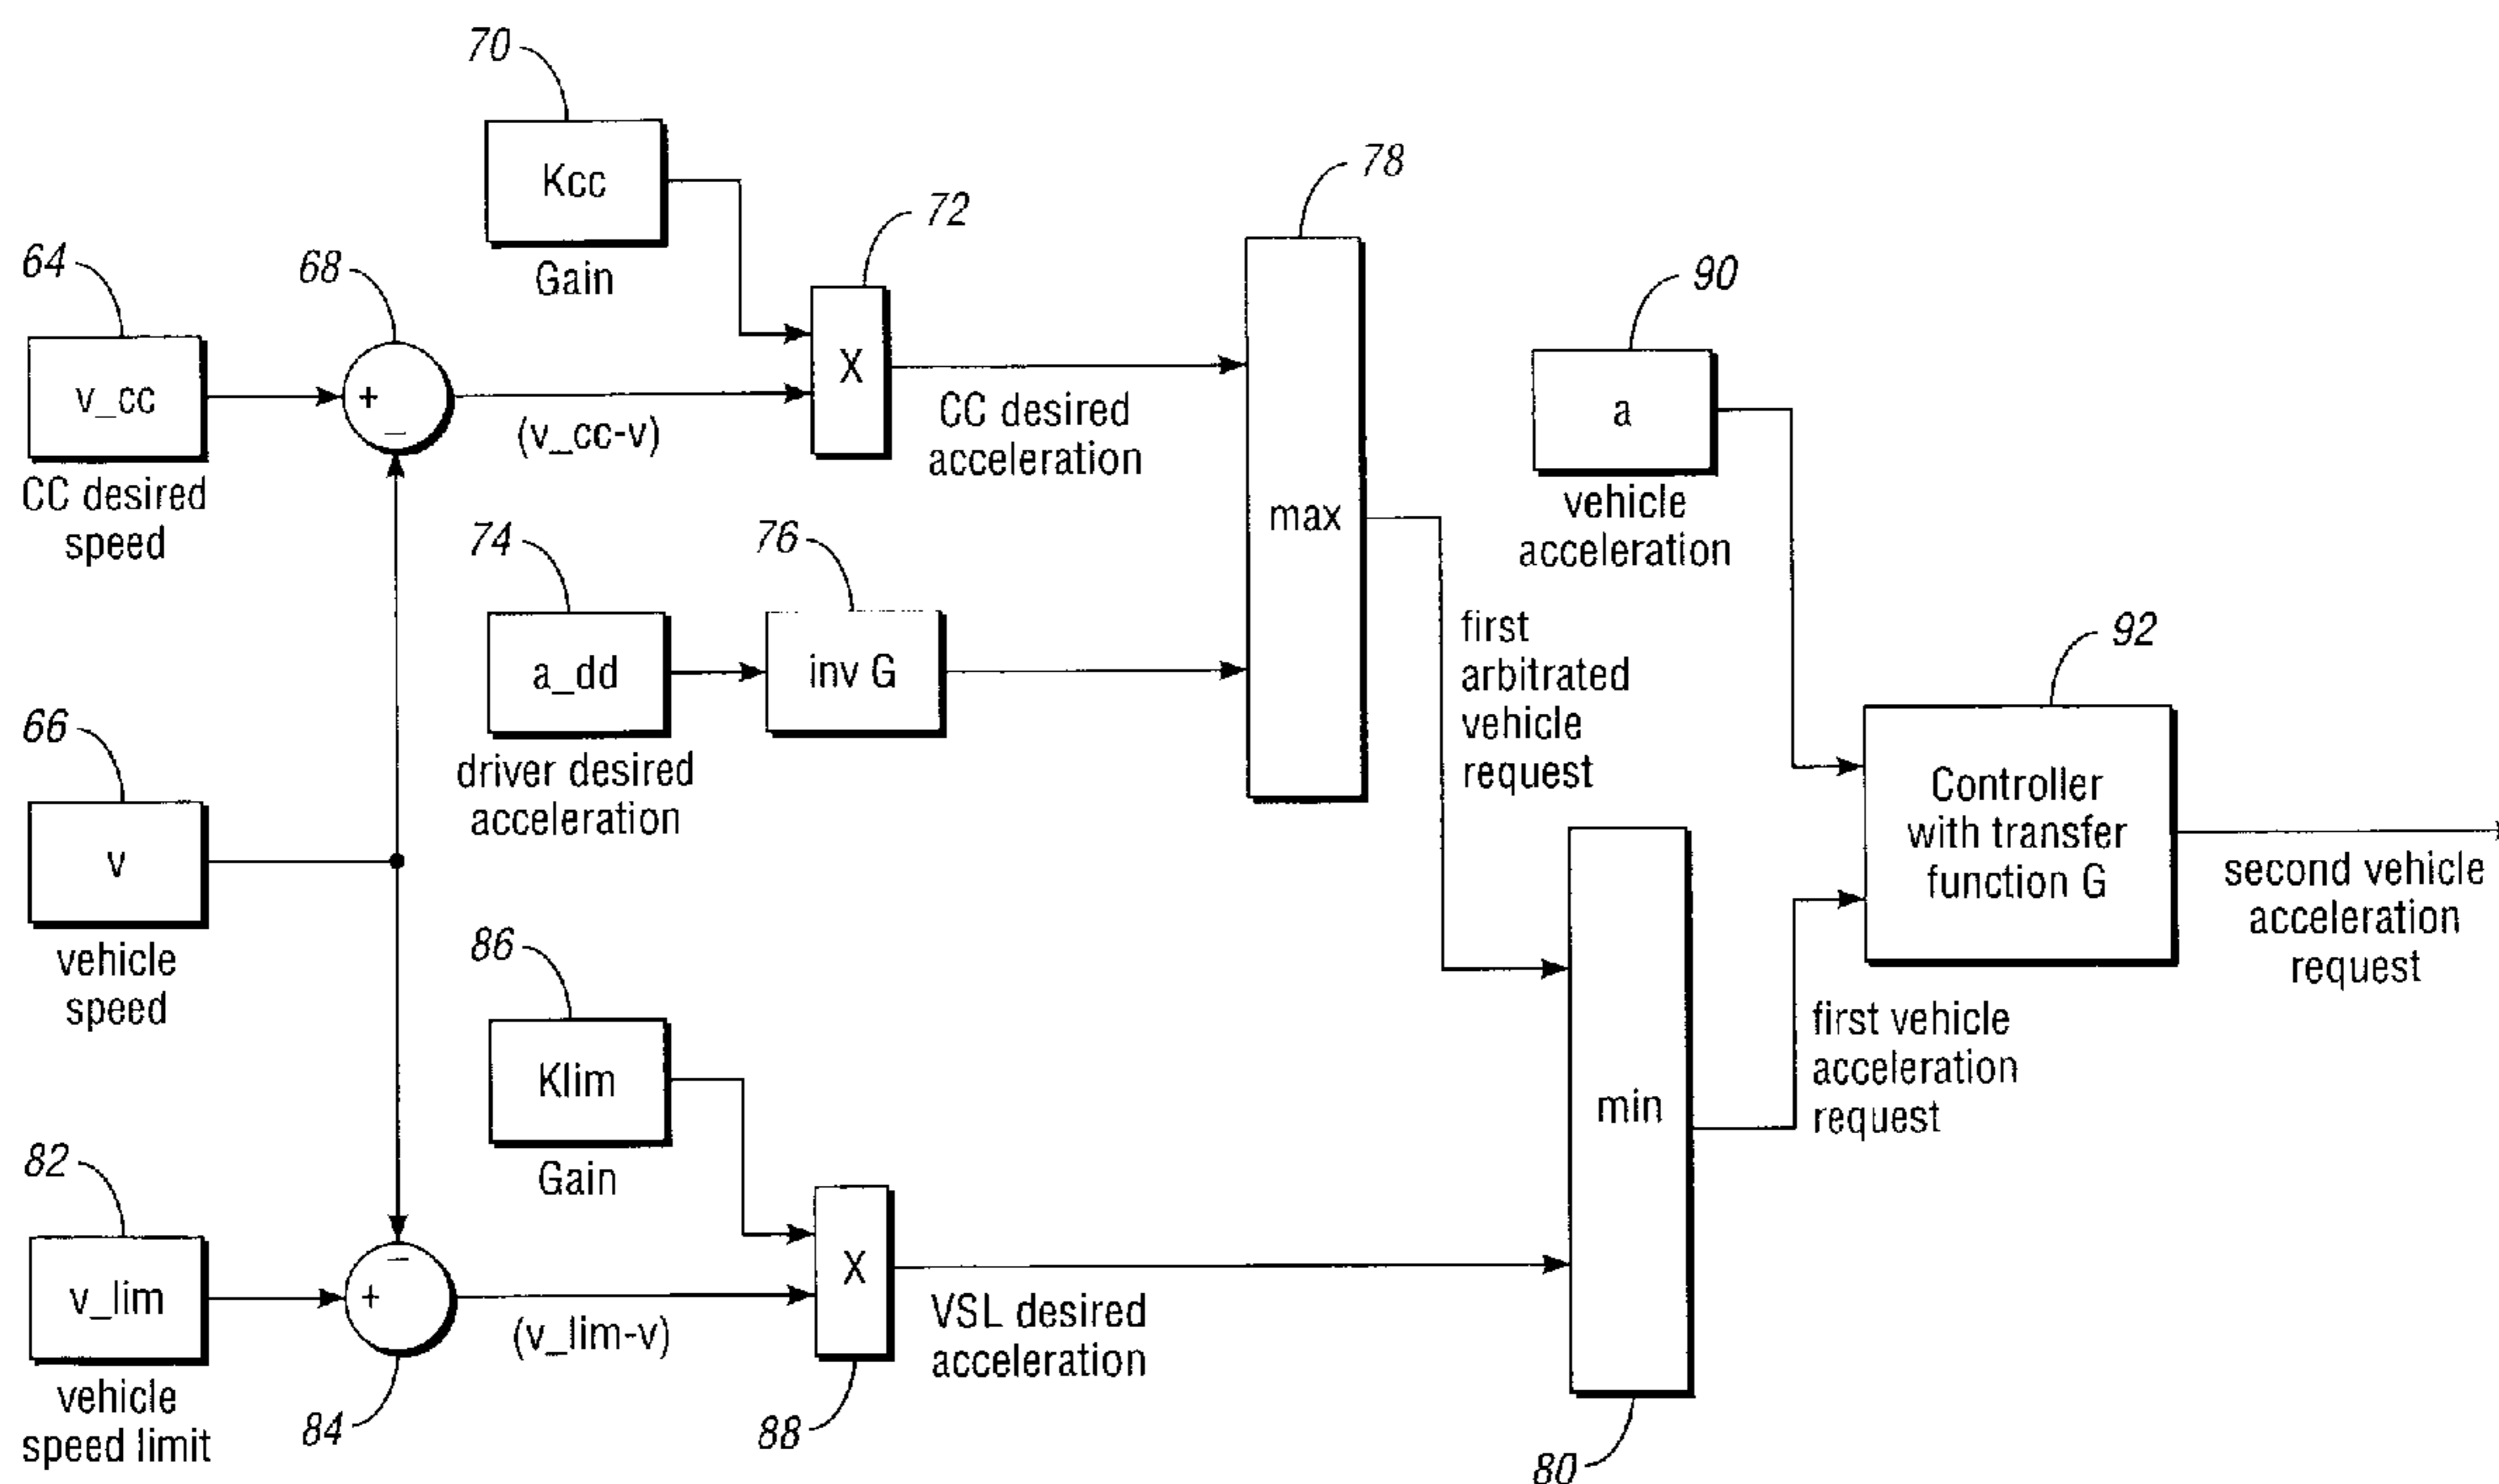 70
Kcc
Gain
72
78
64
v_cc
CC desired
speed
68
+
−
(v_cc-v)
X
CC desired
acceleration
max
90
a
vehicle
acceleration
74
a_dd
driver desired
acceleration
76
inv G
first
arbitrated
vehicle
request
92
Controller
with transfer
function G
second vehicle
acceleration
request
66
v
vehicle
speed
86
Klim
Gain
first vehicle
acceleration
request
min
82
v_lim
vehicle
speed limit
−
+
84
(v_lim-v)
X
88
VSL desired
acceleration
80